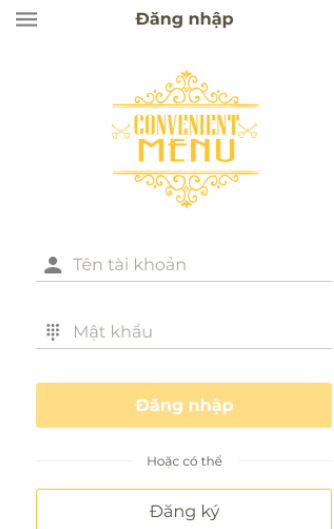 Đăng nhập
CONVENIENT
MENU
Tên tài khoản
Mật khẩu
Đăng nhập
Hoặc có thể
Đăng ký